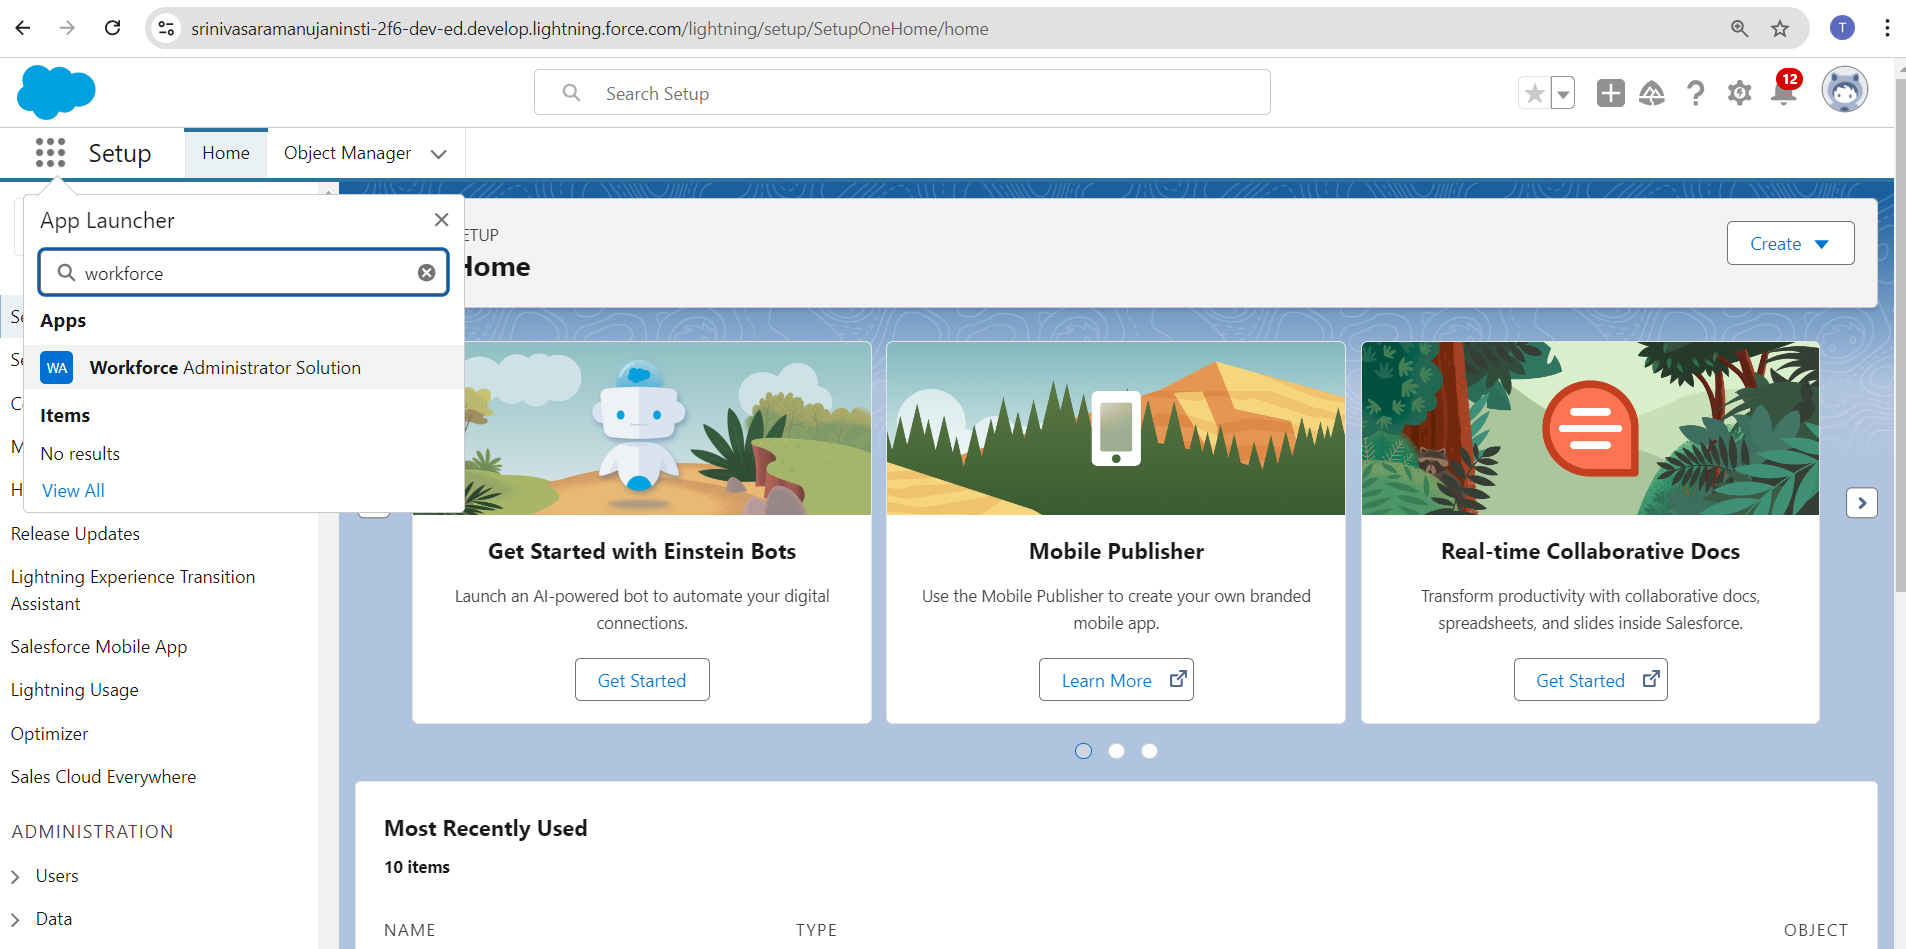 srinivasaramanujaninsti-2f6-dev-ed.develop.lightning.force.com/lightning/setup/SetupOneHome/home
T
Search Setup
12
Setup
Home
Object Manager
App Launcher
workforce
Apps
WA
Workforce Administrator Solution
Items
No results
View All
Se
Se
M
H
Release Updates
Lightning Experience Transition
Assistant
Salesforce Mobile App
Lightning Usage
Optimizer
Sales Cloud Everywhere
ADMINISTRATION
Users
Data
ETUP
Home
Create
Get Started with Einstein Bots
Launch an AI-powered bot to automate your digital
connections.
Get Started
Mobile Publisher
Use the Mobile Publisher to create your own branded
mobile app.
Learn More
Real-time Collaborative Docs
Transform productivity with collaborative docs,
spreadsheets, and slides inside Salesforce.
Get Started
Most Recently Used
10 items
NAME
TYPE
OBJECT